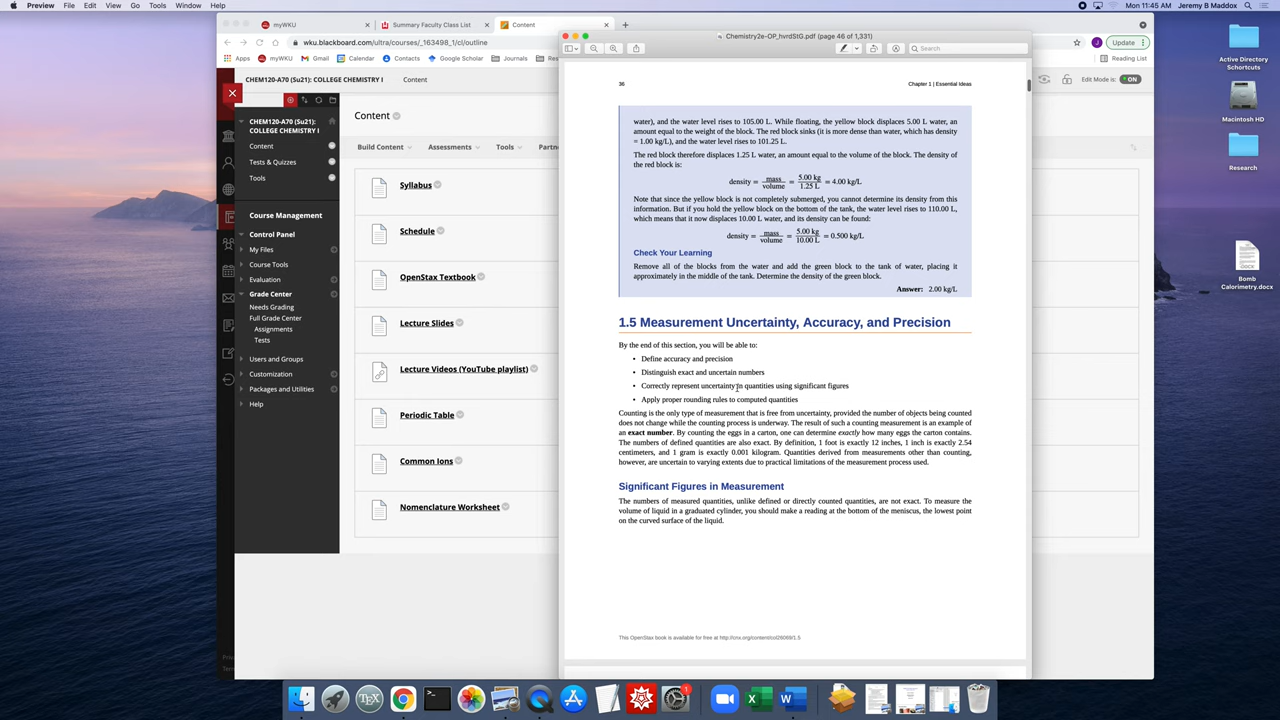 Preview File Edit View Go Tools Window Help
Mon 11:45 AM Jeremy B Maddox
myWKU
Summary Faculty Class List
Content
wku.blackboard.com/ultra/courses/_163498_1/cl/outline
Update
Apps myWKU Gmail Calendar Contacts Google Scholar Journals
Reading List
CHEM120-A70 (Su21): COLLEGE CHEMISTRY I Content
Edit Mode is: ON
CHEM120-A70 (Su21):
COLLEGE CHEMISTRY I
Content
Tests & Quizzes
Tools
Course Management
Control Panel
My Files
Course Tools
Evaluation
Grade Center
Needs Grading
Full Grade Center
Assignments
Tests
Users and Groups
Customization
Packages and Utilities
Help
Content
Build Content Assessments Tools
Syllabus
Schedule
OpenStax Textbook
Lecture Slides
Lecture Videos (YouTube playlist)
Periodic Table
Common Ions
Nomenclature Worksheet
Chemistry2e-OP_hvrdStG.pdf (page 46 of 1,331)
Search
36 Chapter 1 | Essential Ideas
water), and the water level rises to 105.00 L. While floating, the yellow block displaces 5.00 L water, an
amount equal to the weight of the block. The red block sinks (it is more dense than water, which has density
= 1.00 kg/L), and the water level rises to 101.25 L.
The red block therefore displaces 1.25 L water, an amount equal to the volume of the block. The density of
the red block is:
density = mass/volume = 5.00 kg/1.25 L = 4.00 kg/L
Note that since the yellow block is not completely submerged, you cannot determine its density from this
information. But if you hold the yellow block on the bottom of the tank, the water level rises to 110.00 L,
which means that it now displaces 10.00 L water, and its density can be found:
density = mass/volume = 5.00 kg/10.00 L = 0.500 kg/L
Check Your Learning
Remove all of the blocks from the water and add the green block to the tank of water, placing it
approximately in the middle of the tank. Determine the density of the green block.
Answer: 2.00 kg/L
1.5 Measurement Uncertainty, Accuracy, and Precision
By the end of this section, you will be able to:
• Define accuracy and precision
• Distinguish exact and uncertain numbers
• Correctly represent uncertainty in quantities using significant figures
• Apply proper rounding rules to computed quantities
Counting is the only type of measurement that is free from uncertainty, provided the number of objects being counted
does not change while the counting process is underway. The result of such a counting measurement is an example of
an exact number. By counting the eggs in a carton, one can determine exactly how many eggs the carton contains.
The numbers of defined quantities are also exact. By definition, 1 foot is exactly 12 inches, 1 inch is exactly 2.54
centimeters, and 1 gram is exactly 0.001 kilogram. Quantities derived from measurements other than counting,
however, are uncertain to varying extents due to practical limitations of the measurement process used.
Significant Figures in Measurement
The numbers of measured quantities, unlike defined or directly counted quantities, are not exact. To measure the
volume of liquid in a graduated cylinder, you should make a reading at the bottom of the meniscus, the lowest point
on the curved surface of the liquid.
This OpenStax book is available for free at http://cnx.org/content/col26069/1.5
Active Directory
Schortcuts
Macintosh HD
Research
Bomb
Calorimetry.docx